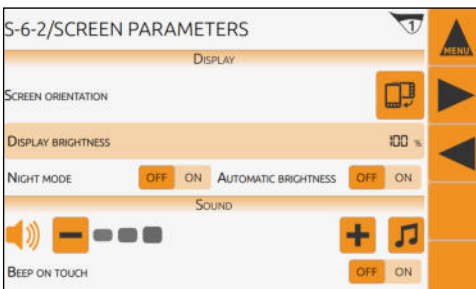 S-6-2/SCREEN PARAMETERS
1
MENU
DISPLAY
SCREEN ORIENTATION
DISPLAY BRIGHTNESS 100 %
NIGHT MODE OFF ON AUTOMATIC BRIGHTNESS OFF ON
SOUND
BEEP ON TOUCH OFF ON